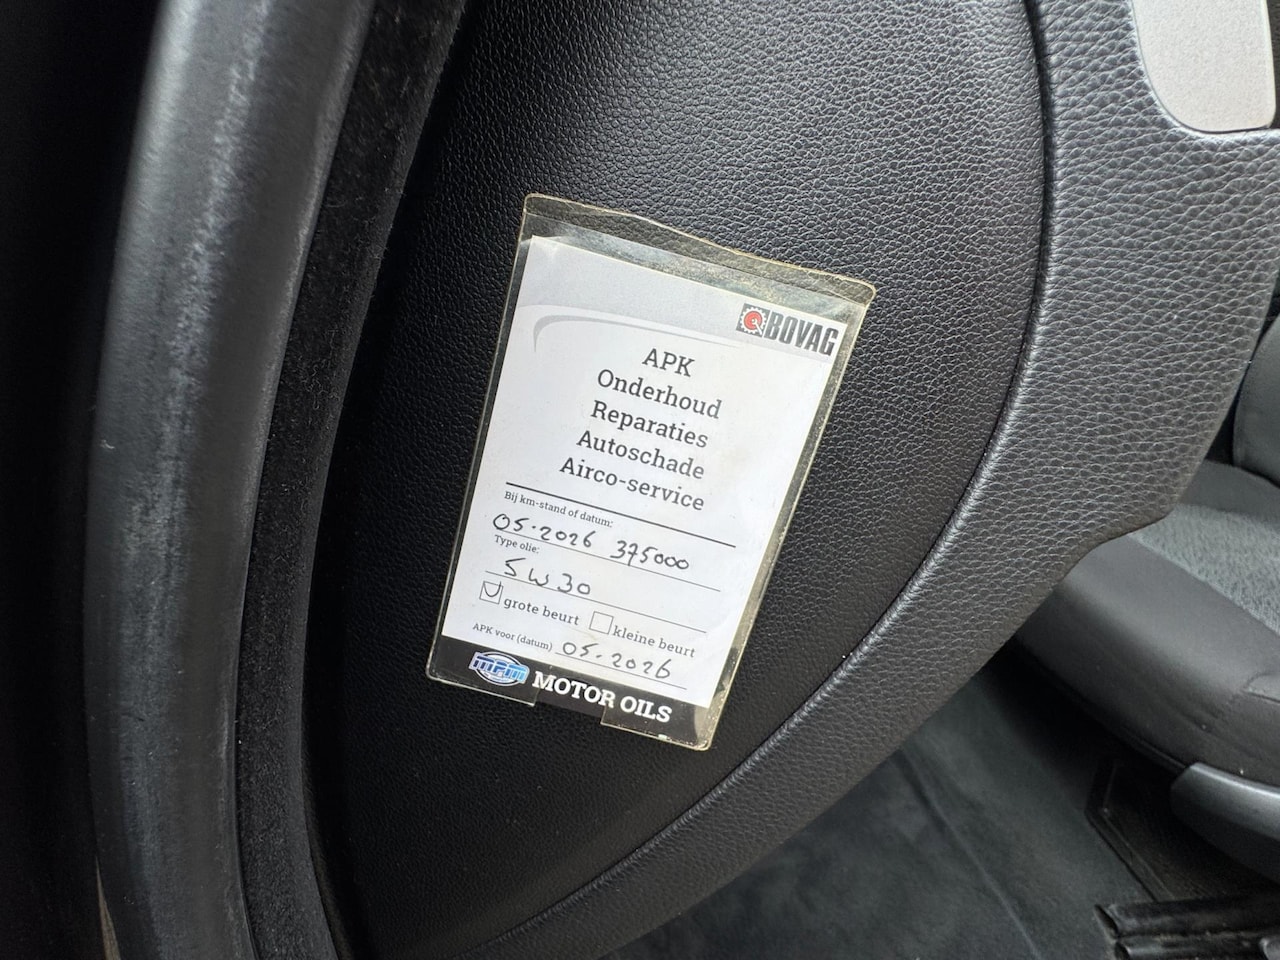 BOVAG
APK
Onderhoud
Reparaties
Autoschade
Airco-service
Bij km-stand of datum:
05-2026 375000
Type olie:
5W30
grote beurt kleine beurt
APK voor (datum) 05.2026
mpm MOTOR OILS